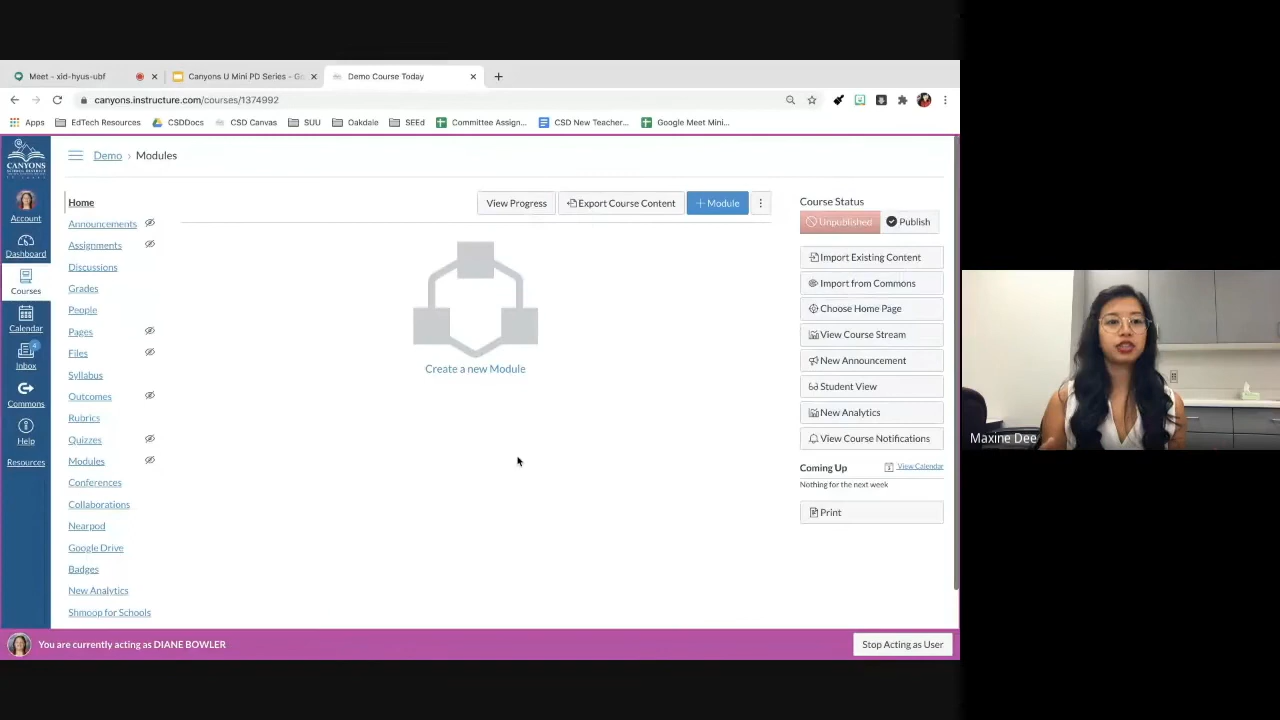 Meet - xid-hyus-ubf
Canyons U Mini PD Series - Go
Demo Course Today
canyons.instructure.com/courses/1374992
Apps
EdTech Resources
CSDDocs
CSD Canvas
SUU
Oakdale
SEEd
Committee Assign...
CSD New Teacher...
Google Meet Mini...
CANYONS
Account
Dashboard
Courses
Calendar
4
Inbox
Commons
Help
Resources
Demo › Modules
Home
Announcements
Assignments
Discussions
Grades
People
Pages
Files
Syllabus
Outcomes
Rubrics
Quizzes
Modules
Conferences
Collaborations
Nearpod
Google Drive
Badges
New Analytics
Shmoop for Schools
View Progress
Export Course Content
+ Module
Create a new Module
Course Status
Unpublished
Publish
Import Existing Content
Import from Commons
Choose Home Page
View Course Stream
New Announcement
Student View
New Analytics
View Course Notifications
Coming Up
View Calendar
Nothing for the next week
Print
You are currently acting as DIANE BOWLER
Stop Acting as User
Maxine Dee